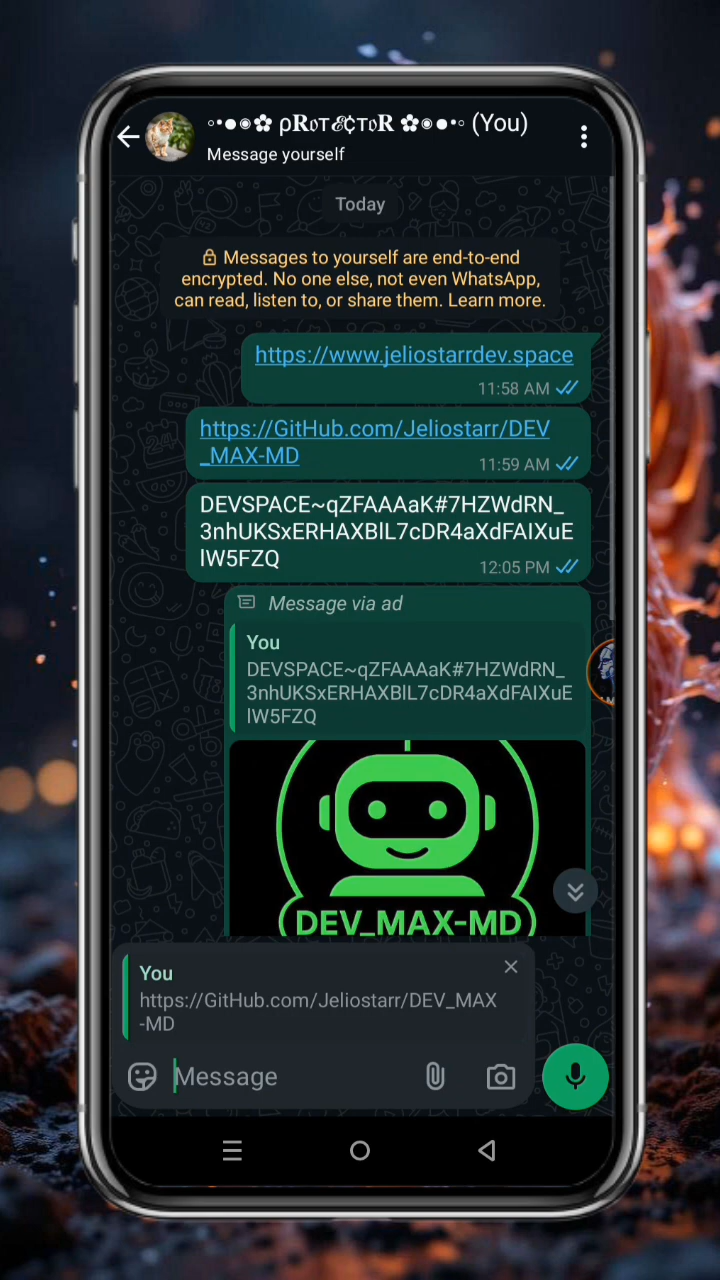 ◦•●◉✿ ρ𝐑𝔬т𝓔₵т𝔬𝐑 ✿◉●•◦ (You)
Message yourself
Today
Messages to yourself are end-to-end
encrypted. No one else, not even WhatsApp,
can read, listen to, or share them. Learn more.
https://www.jeliostarrdev.space
11:58 AM
https://GitHub.com/Jeliostarr/DEV
_MAX-MD
11:59 AM
DEVSPACE~qZFAAAaK#7HZWdRN_
3nhUKSxERHAXBlL7cDR4aXdFAIXuE
lW5FZQ
12:05 PM
Message via ad
You
DEVSPACE~qZFAAAaK#7HZWdRN_
3nhUKSxERHAXBlL7cDR4aXdFAIXuE
lW5FZQ
DEV_MAX-MD
You
https://GitHub.com/Jeliostarr/DEV_MAX
-MD
Message